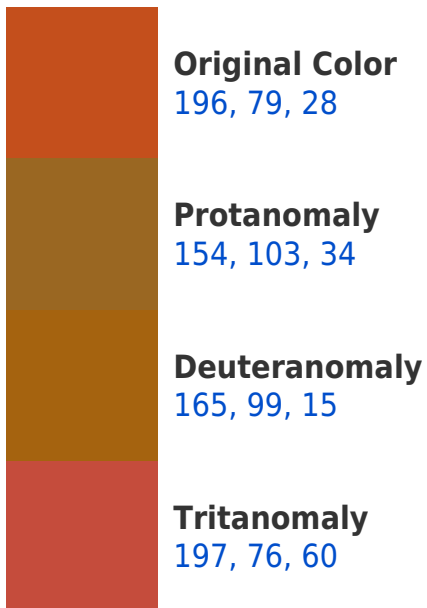 Original Color
196, 79, 28
Protanomaly
154, 103, 34
Deuteranomaly
165, 99, 15
Tritanomaly
197, 76, 60